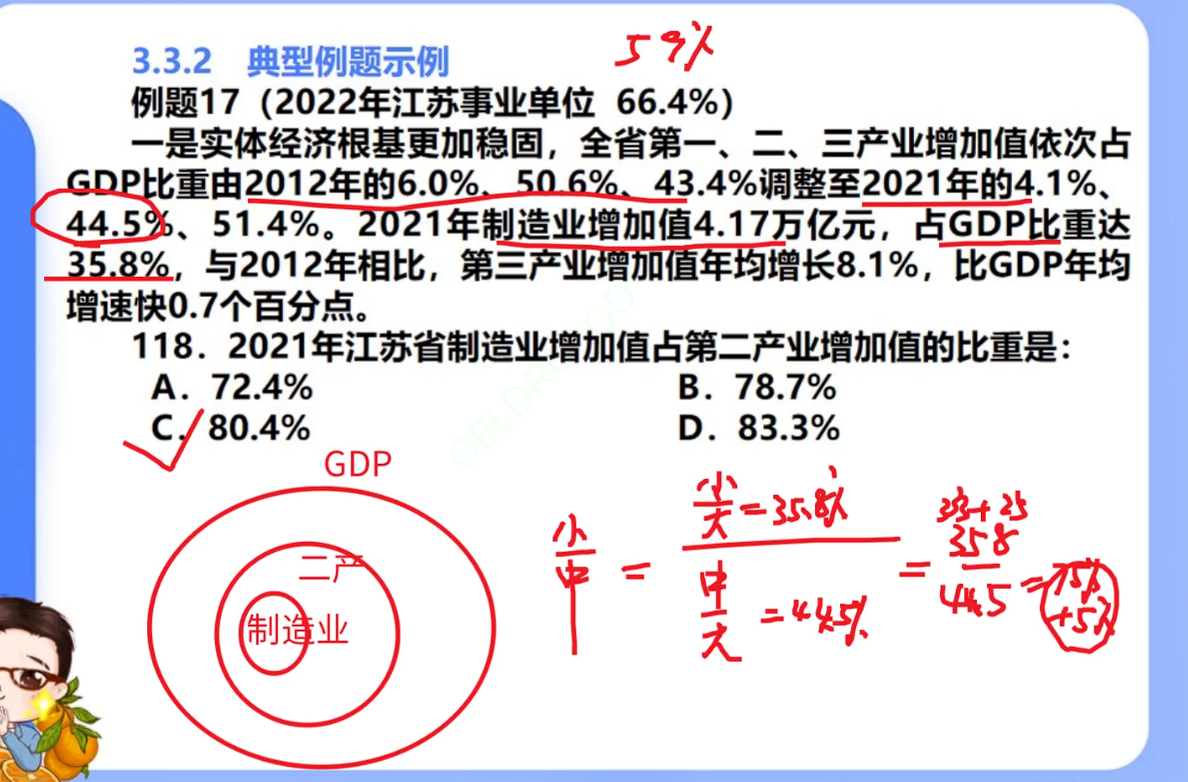 59%
3.3.2 典型例题示例
例题17（2022年江苏事业单位 66.4%）
一是实体经济根基更加稳固，全省第一、二、三产业增加值依次占
GDP比重由2012年的6.0%、50.6%、43.4%调整至2021年的4.1%、
44.5%、51.4%。2021年制造业增加值4.17万亿元，占GDP比重达
35.8%，与2012年相比，第三产业增加值年均增长8.1%，比GDP年均
增速快0.7个百分点。
118．2021年江苏省制造业增加值占第二产业增加值的比重是：
A．72.4% B．78.7%
C．80.4% D．83.3%
GDP
二产
制造业
小
中
=
小
大
=35.8%
中
大
=44.5%
=
33+25
358
445
=75%
+5%
CELDROOD